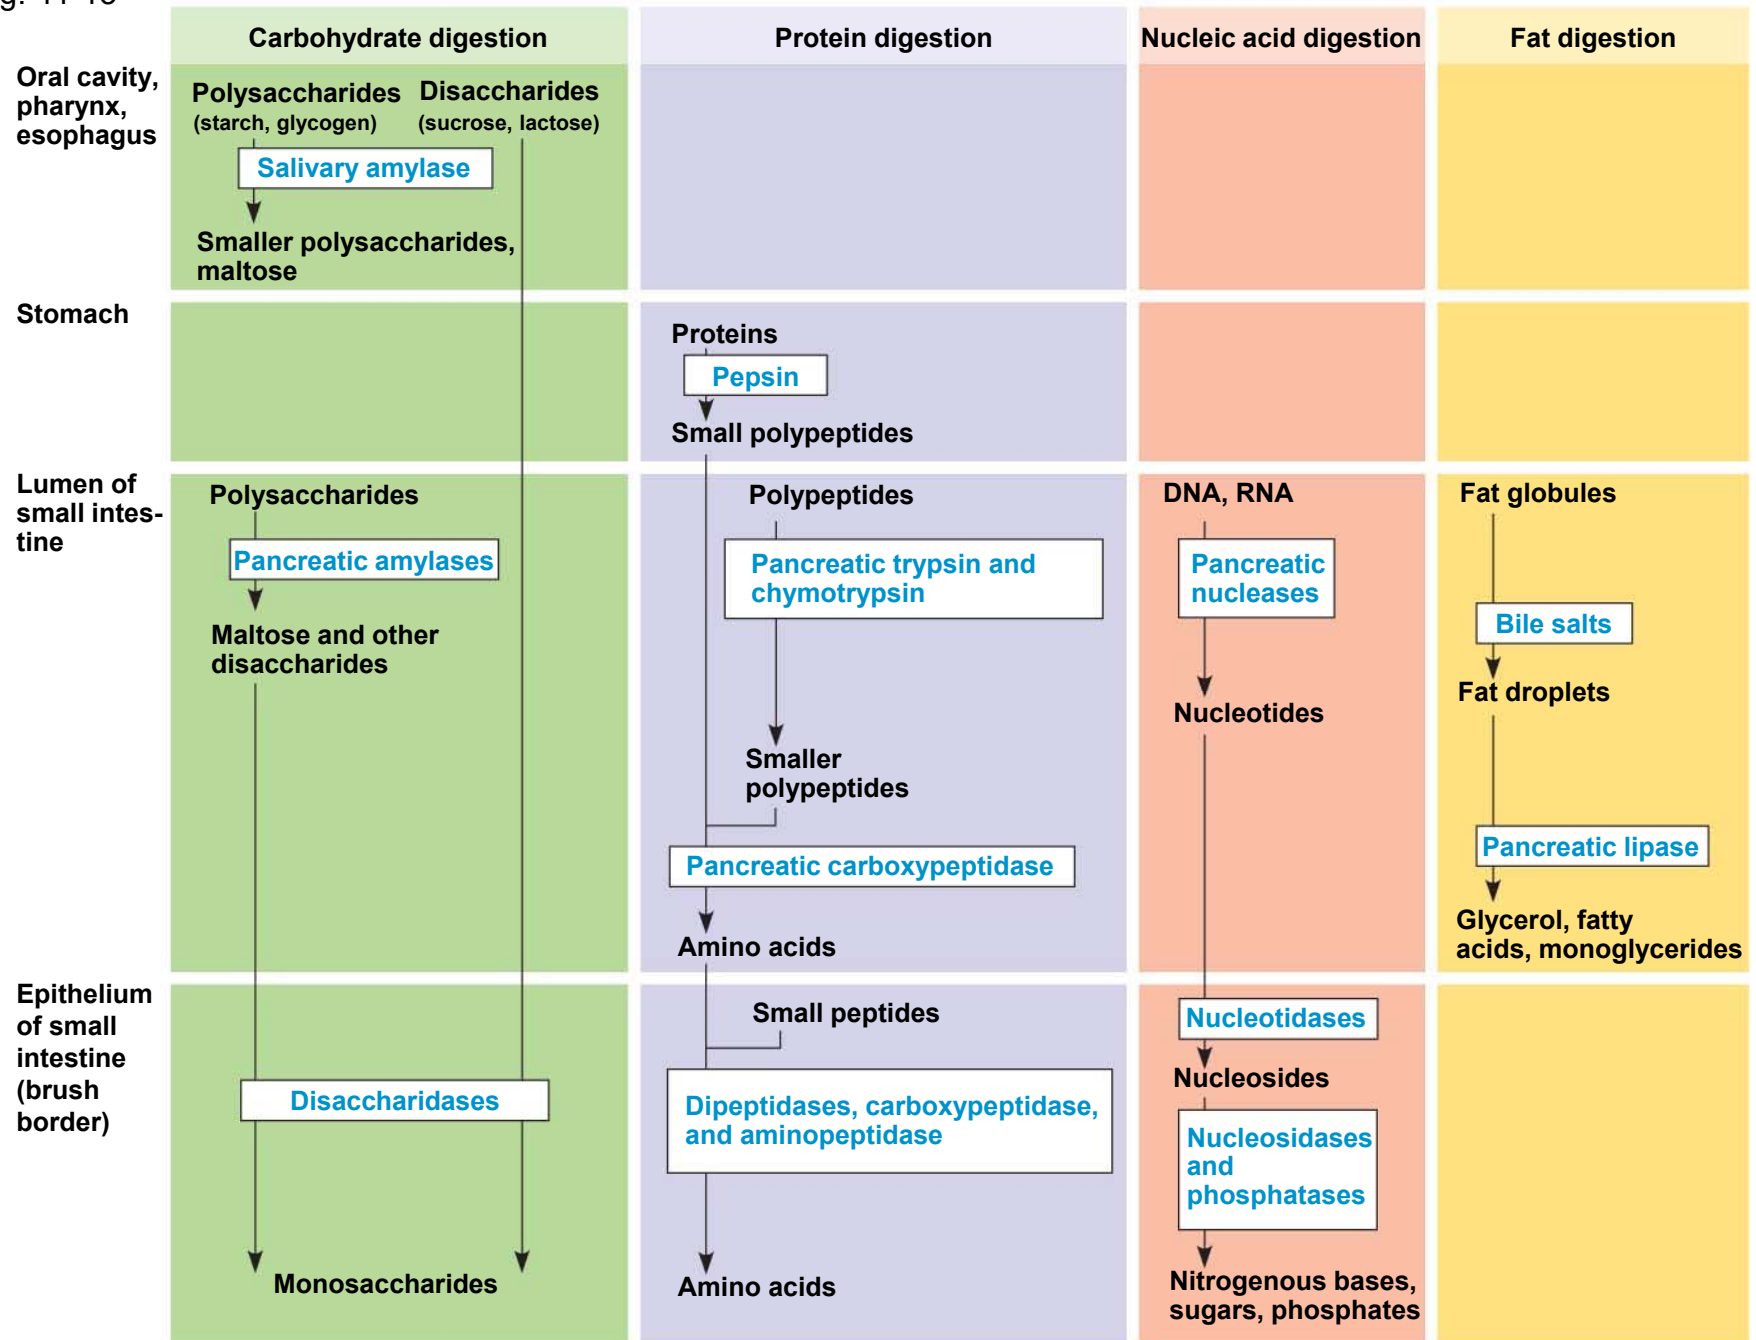 Carbohydrate digestion
Protein digestion
Nucleic acid digestion
Fat digestion
Oral cavity,
pharynx,
esophagus
Polysaccharides
(starch, glycogen)
Disaccharides
(sucrose, lactose)
Salivary amylase
Smaller polysaccharides,
maltose
Stomach
Proteins
Pepsin
Small polypeptides
Lumen of
small intes-
tine
Polysaccharides
Pancreatic amylases
Maltose and other
disaccharides
Polypeptides
Pancreatic trypsin and
chymotrypsin
Smaller
polypeptides
Pancreatic carboxypeptidase
Amino acids
DNA, RNA
Pancreatic
nucleases
Nucleotides
Fat globules
Bile salts
Fat droplets
Pancreatic lipase
Glycerol, fatty
acids, monoglycerides
Epithelium
of small
intestine
(brush
border)
Disaccharidases
Monosaccharides
Small peptides
Dipeptidases, carboxypeptidase,
and aminopeptidase
Amino acids
Nucleotidases
Nucleosides
Nucleosidases
and
phosphatases
Nitrogenous bases,
sugars, phosphates